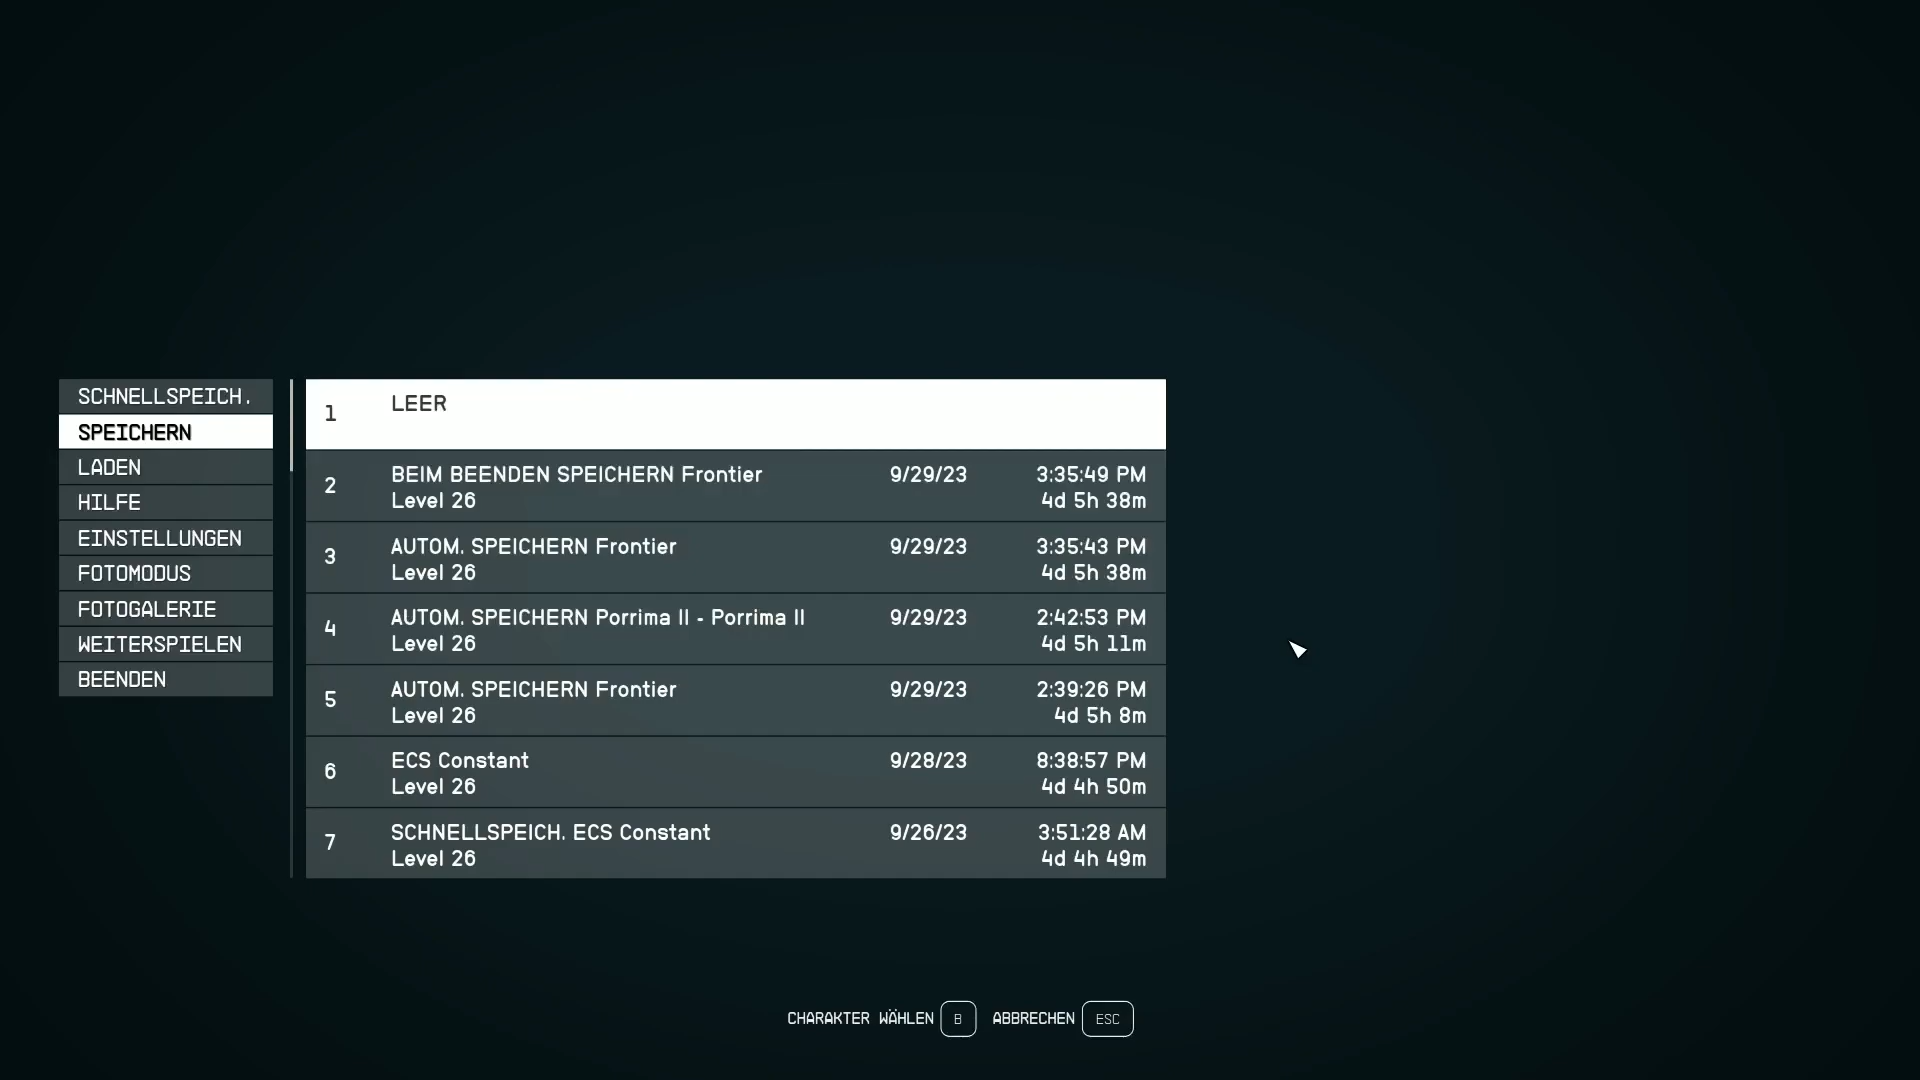 SCHNELLSPEICH.
SPEICHERN
LADEN
HILFE
EINSTELLUNGEN
FOTOMODUS
FOTOGALERIE
WEITERSPIELEN
BEENDEN
1 LEER
2 BEIM BEENDEN SPEICHERN Frontier 9/29/23 3:35:49 PM
Level 26 4d 5h 38m
3 AUTOM. SPEICHERN Frontier 9/29/23 3:35:43 PM
Level 26 4d 5h 38m
4 AUTOM. SPEICHERN Porrima II - Porrima II 9/29/23 2:42:53 PM
Level 26 4d 5h 11m
5 AUTOM. SPEICHERN Frontier 9/29/23 2:39:26 PM
Level 26 4d 5h 8m
6 ECS Constant 9/28/23 8:38:57 PM
Level 26 4d 4h 50m
7 SCHNELLSPEICH. ECS Constant 9/26/23 3:51:28 AM
Level 26 4d 4h 49m
CHARAKTER WÄHLEN B ABBRECHEN ESC